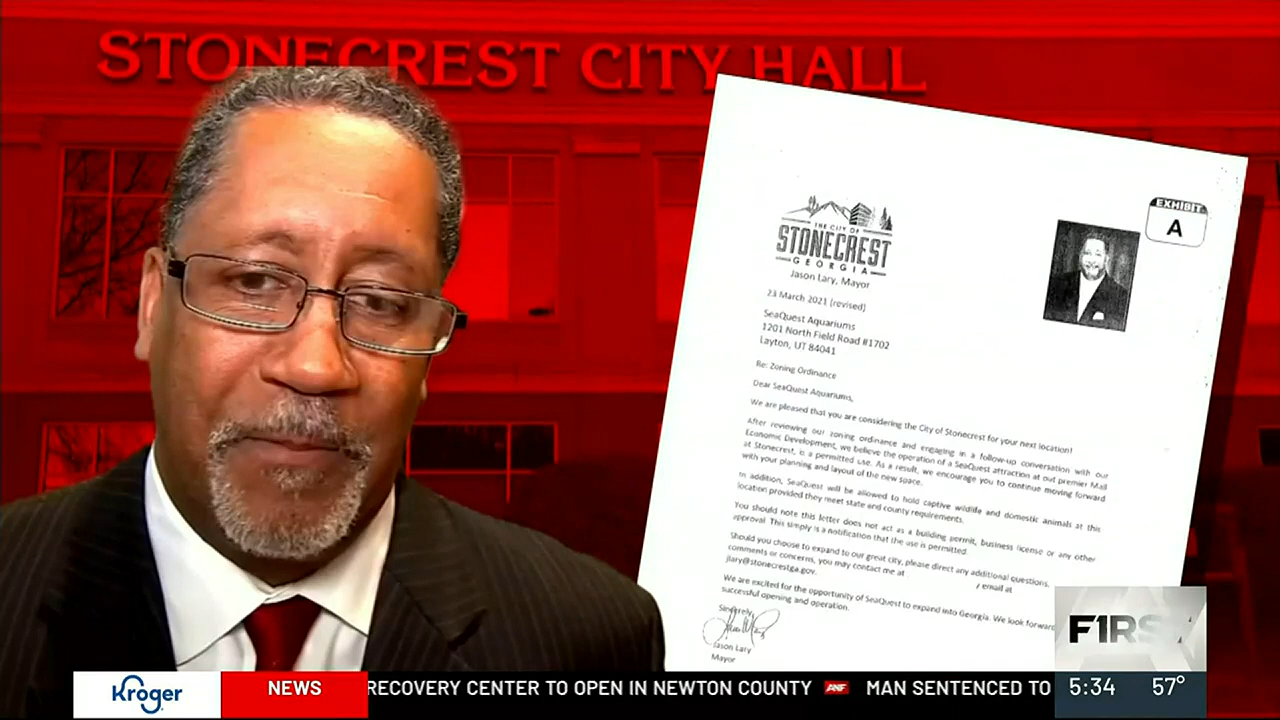 STONECREST CITY HALL
EXHIBIT
A
THE CITY OF
STONECREST
GEORGIA
Jason Lary, Mayor
23 March 2021 (revised)
SeaQuest Aquariums
1201 North Field Road #1702
Layton, UT 84041
Re: Zoning Ordinance
Dear SeaQuest Aquariums,
We are pleased that you are considering the City of Stonecrest for your next location!
After reviewing our zoning ordinance and engaging in a follow-up conversation with our
Economic Development, we believe the operation of a SeaQuest attraction at out premier Mall
at Stonecrest, is a permitted use. As a result, we encourage you to continue moving forward
with your planning and layout of the new space.
In addition, SeaQuest will be allowed to hold captive wildlife and domestic animals at this
location provided they meet state and county requirements.
You should note this letter does not act as a building permit, business license or any other
approval. This simply is a notification that the use is permitted.
Should you choose to expand to our great city, please direct any additional questions,
comments or concerns, you may contact me at / email at
jlary@stonecrestga.gov.
We are excited for the opportunity of SeaQuest to expand into Georgia. We look forward
successful opening and operation.
Sincerely,
Jason Lary
Mayor
F1RS
Kroger
NEWS
RECOVERY CENTER TO OPEN IN NEWTON COUNTY ANF MAN SENTENCED TO
5:34 57°